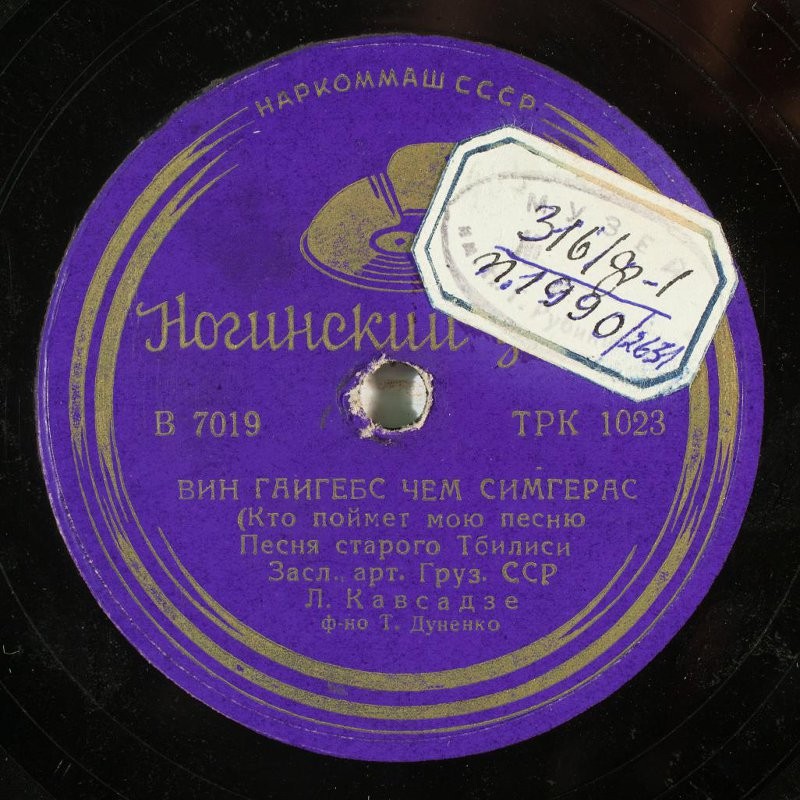 НАРКОММАШ СССР
МУЗЕЙ
316/ф-1
п.1990/2631
Ногинский
В 7019 ТРК 1023
ВИН ГАИГЕБС ЧЕМ СИМГЕРАС
(Кто поймет мою песню
Песня старого Тбилиси
Засл. арт. Груз. ССР
Л. Кавсадзе
ф-но Т. Дуненко